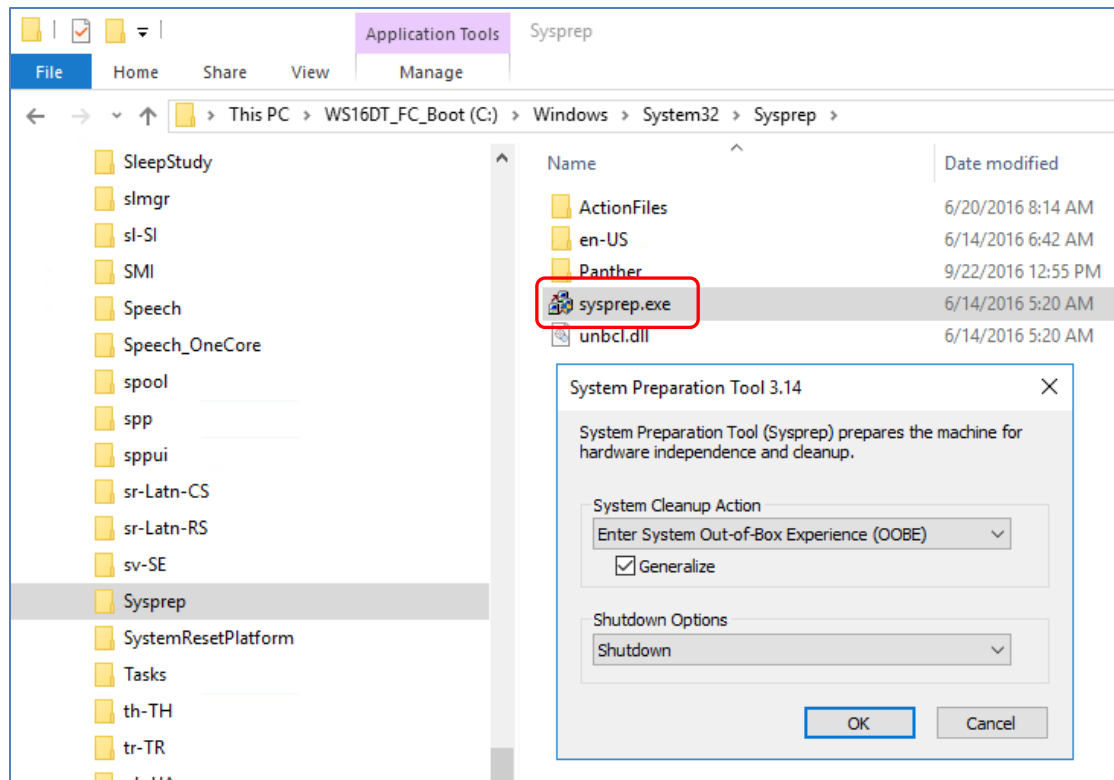 Application Tools
Sysprep
File
Home
Share
View
Manage
This PC > WS16DT_FC_Boot (C:) > Windows > System32 > Sysprep >
SleepStudy
slmgr
sl-SI
SMI
Speech
Speech_OneCore
spool
spp
sppui
sr-Latn-CS
sr-Latn-RS
sv-SE
Sysprep
SystemResetPlatform
Tasks
th-TH
tr-TR
Name
Date modified
ActionFiles
6/20/2016 8:14 AM
en-US
6/14/2016 6:42 AM
Panther
9/22/2016 12:55 PM
sysprep.exe
6/14/2016 5:20 AM
unbcl.dll
6/14/2016 5:20 AM
System Preparation Tool 3.14
System Preparation Tool (Sysprep) prepares the machine for
hardware independence and cleanup.
System Cleanup Action
Enter System Out-of-Box Experience (OOBE)
Generalize
Shutdown Options
Shutdown
OK
Cancel